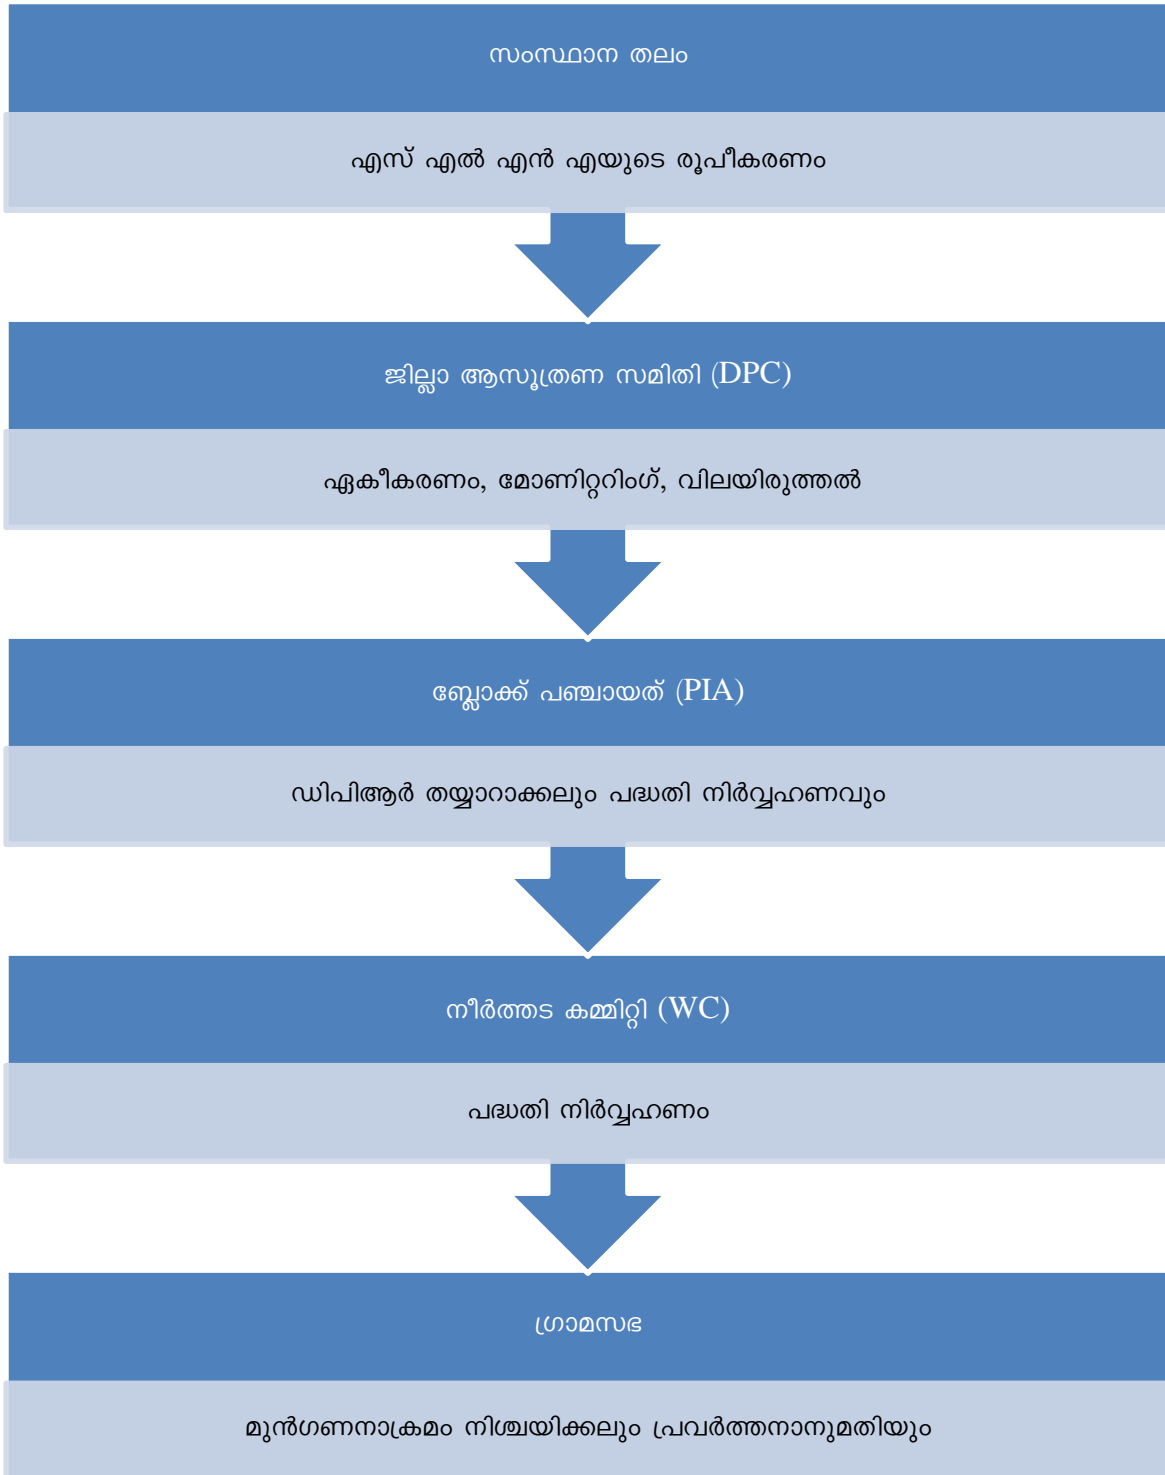 സംസ്ഥാന തലം
എസ് എൽ എൻ എയുടെ രൂപീകരണം
ജില്ലാ ആസൂത്രണ സമിതി (DPC)
ഏകീകരണം, മോണിറ്ററിംഗ്, വിലയിരുത്തൽ
ബ്ലോക്ക് പഞ്ചായത് (PIA)
ഡിപിആർ തയ്യാറാക്കലും പദ്ധതി നിർവ്വഹണവും
നീർത്തട കമ്മിറ്റി (WC)
പദ്ധതി നിർവ്വഹണം
ഗ്രാമസഭ
മുൻഗണനാക്രമം നിശ്ചയിക്കലും പ്രവർത്തനാനുമതിയും